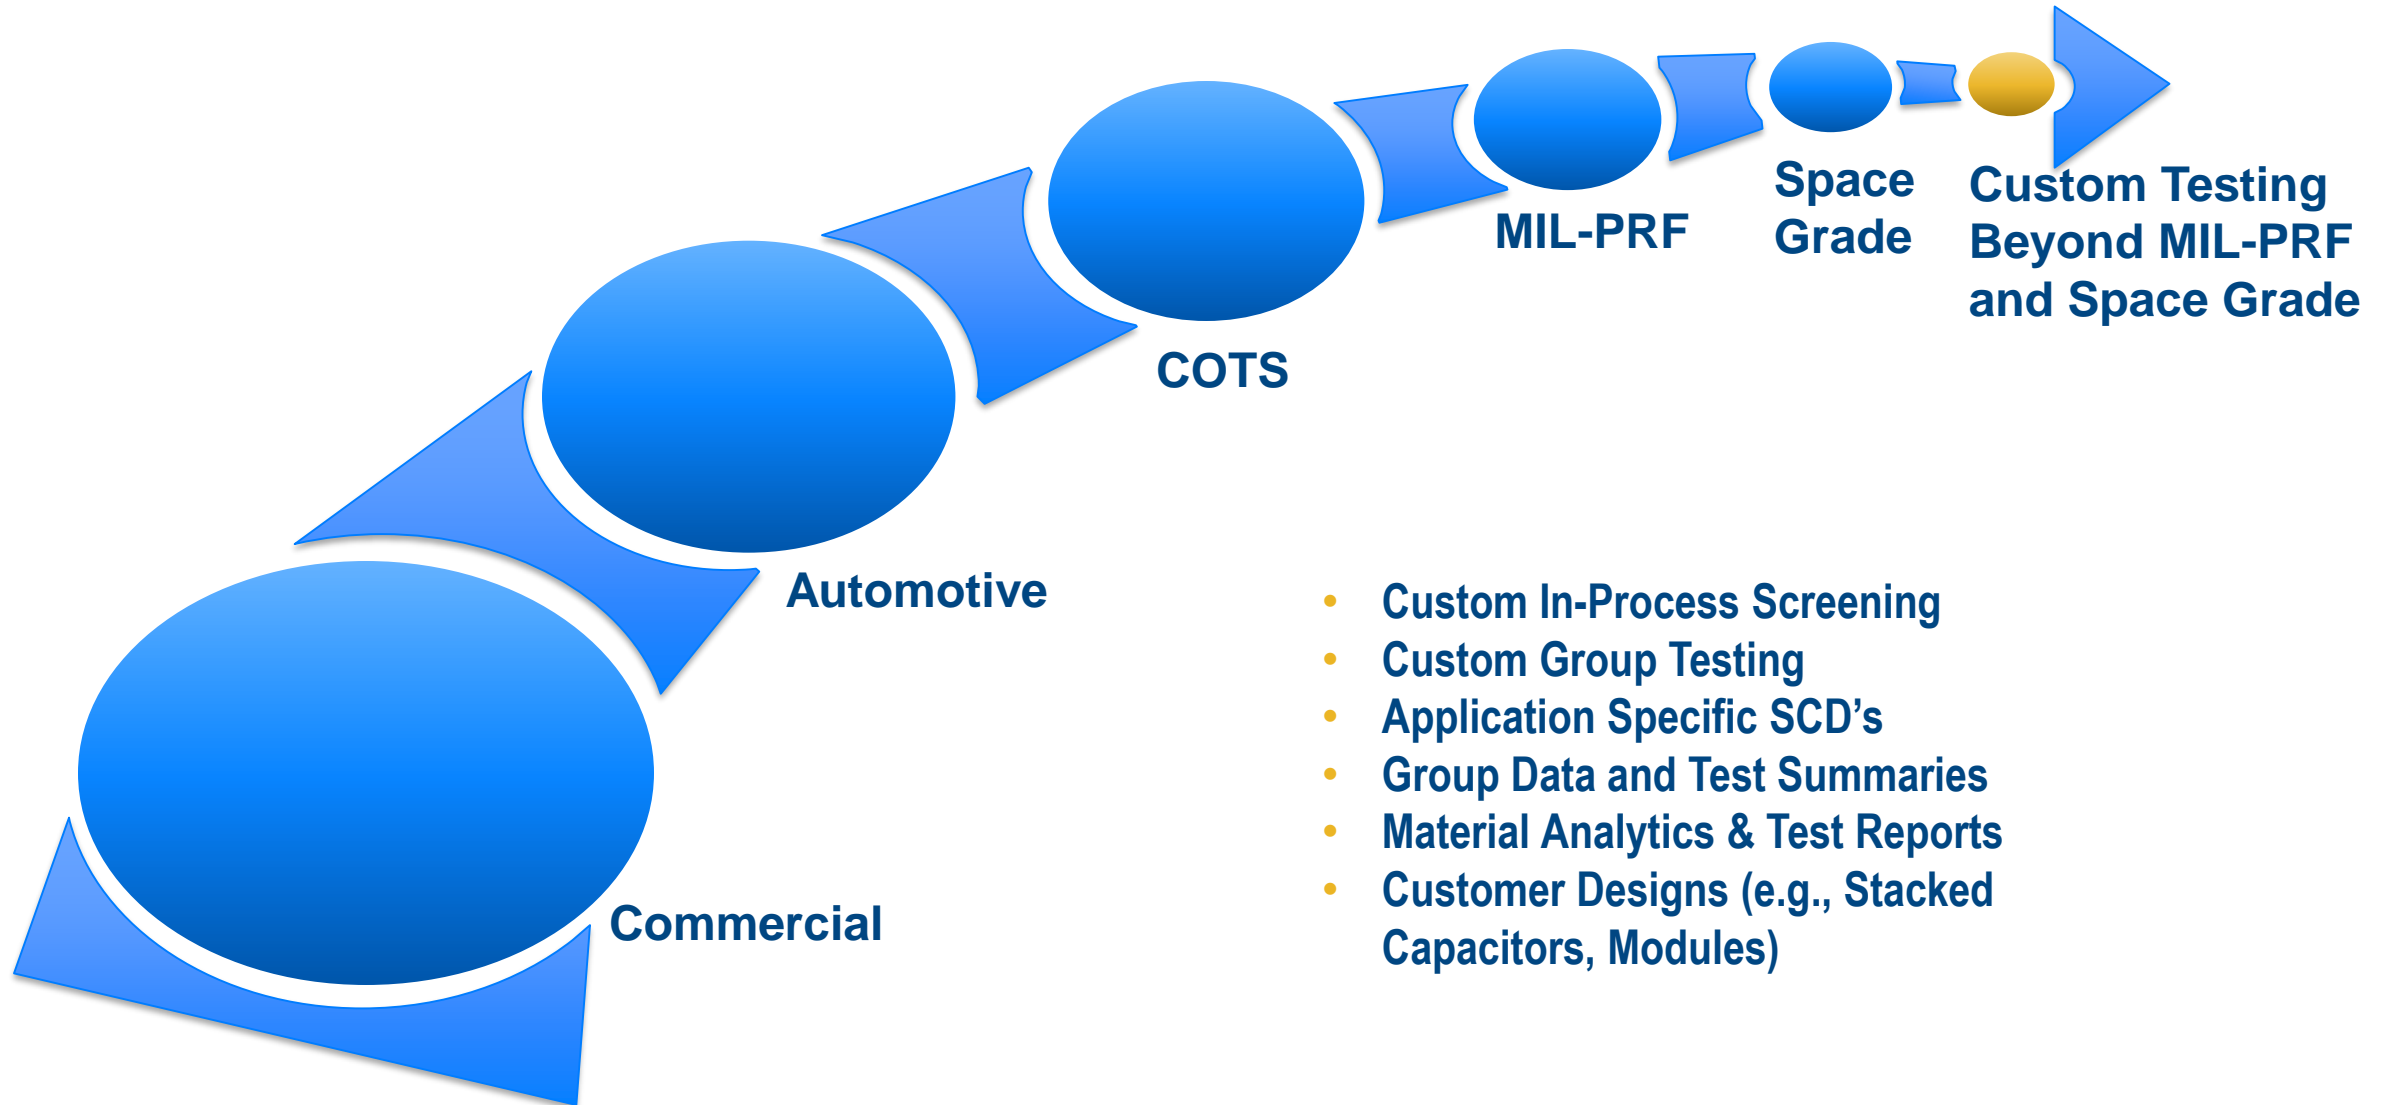 Space
Grade
Custom Testing
Beyond MIL-PRF
and Space Grade
MIL-PRF
COTS
Automotive
Commercial
• Custom In-Process Screening
• Custom Group Testing
• Application Specific SCD’s
• Group Data and Test Summaries
• Material Analytics & Test Reports
• Customer Designs (e.g., Stacked
Capacitors, Modules)